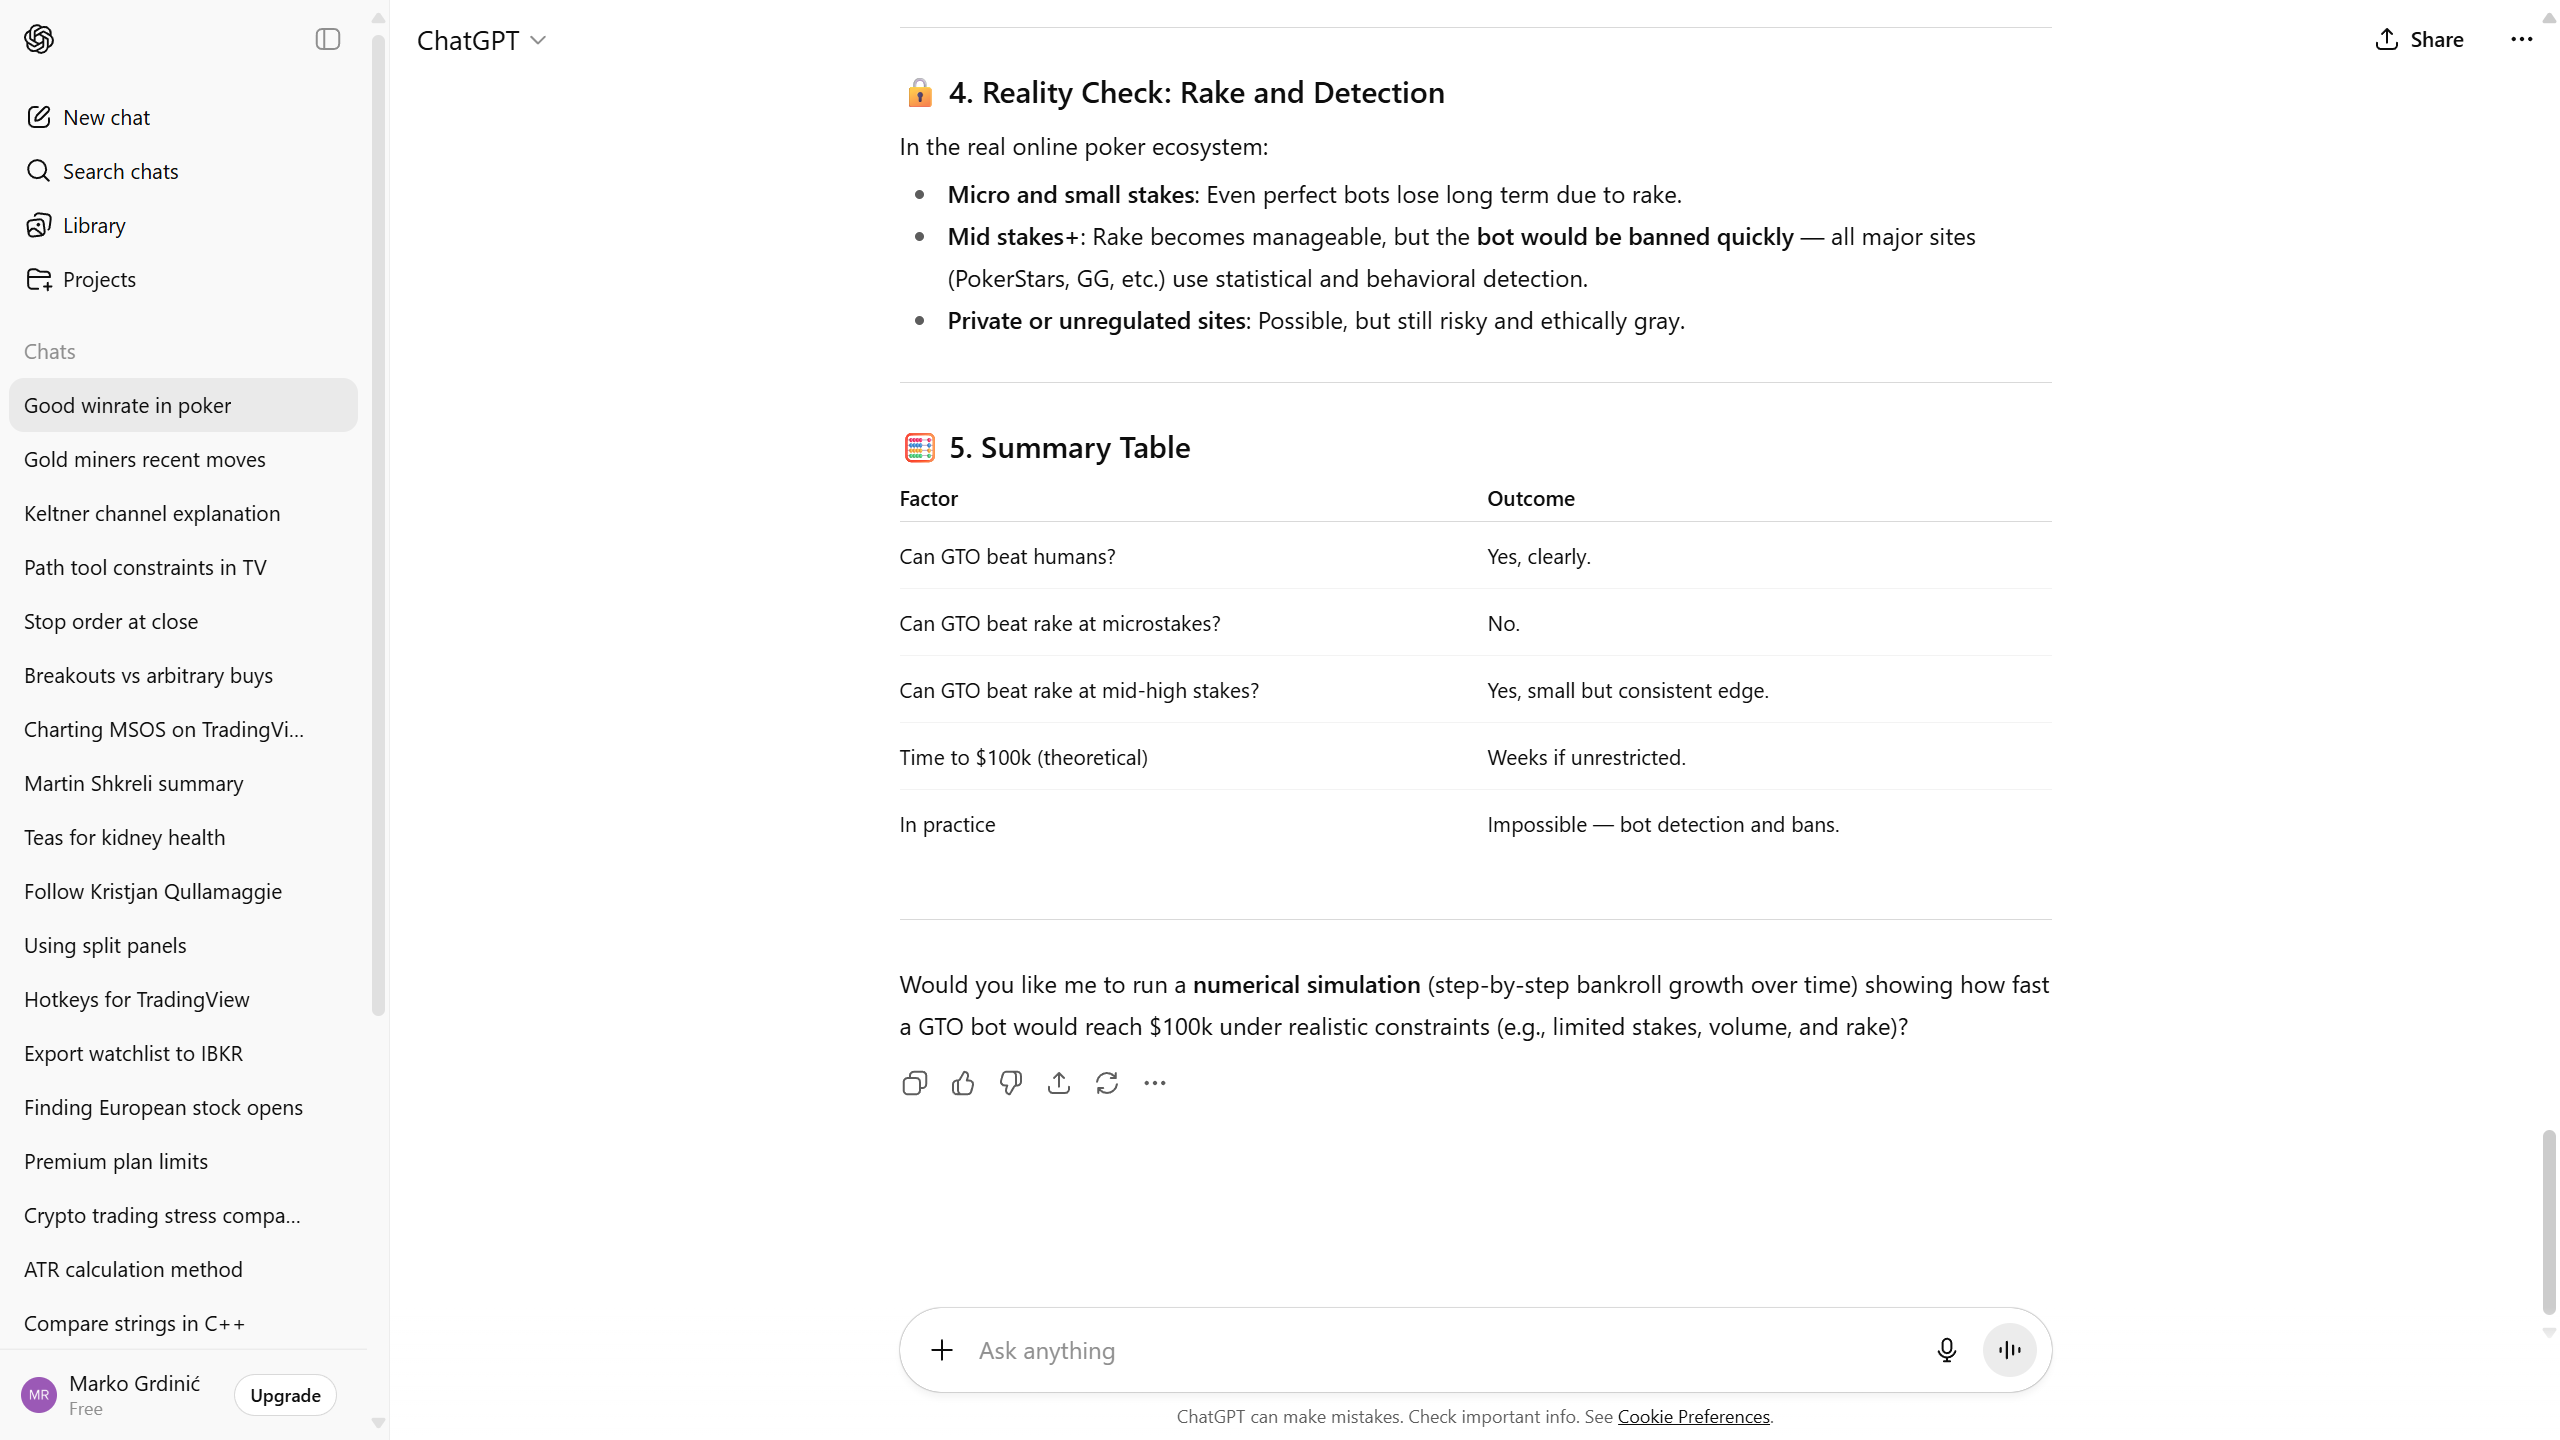 New chat
Search chats
Library
Projects
Chats
Good winrate in poker
Gold miners recent moves
Keltner channel explanation
Path tool constraints in TV
Stop order at close
Breakouts vs arbitrary buys
Charting MSOS on TradingVi...
Martin Shkreli summary
Teas for kidney health
Follow Kristjan Qullamaggie
Using split panels
Hotkeys for TradingView
Export watchlist to IBKR
Finding European stock opens
Premium plan limits
Crypto trading stress compa...
ATR calculation method
Compare strings in C++
MR
Marko Grdinić
Free
Upgrade
ChatGPT
Share
4. Reality Check: Rake and Detection
In the real online poker ecosystem:
• Micro and small stakes: Even perfect bots lose long term due to rake.
• Mid stakes+: Rake becomes manageable, but the bot would be banned quickly — all major sites
(PokerStars, GG, etc.) use statistical and behavioral detection.
• Private or unregulated sites: Possible, but still risky and ethically gray.
5. Summary Table
Factor Outcome
Can GTO beat humans? Yes, clearly.
Can GTO beat rake at microstakes? No.
Can GTO beat rake at mid-high stakes? Yes, small but consistent edge.
Time to $100k (theoretical) Weeks if unrestricted.
In practice Impossible — bot detection and bans.
Would you like me to run a numerical simulation (step-by-step bankroll growth over time) showing how fast
a GTO bot would reach $100k under realistic constraints (e.g., limited stakes, volume, and rake)?
Ask anything
ChatGPT can make mistakes. Check important info. See Cookie Preferences.